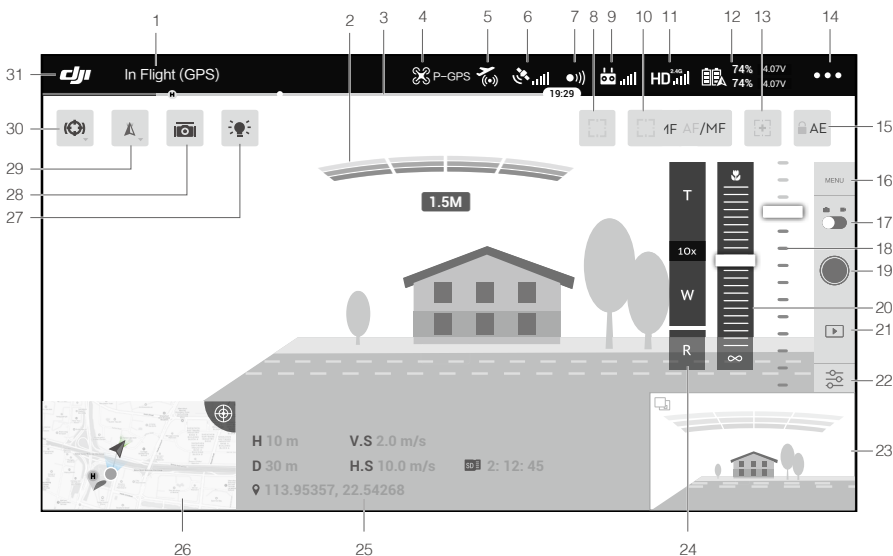 1 2 3 4 5 6 7 8 9 10 11 12 13 14
31 dji In Flight (GPS) P-GPS HD 2.4G 74% 4.07V
74% 4.07V
H 19:29
30 1F AF/MF AE 15
29 28 27
1.5M
T MENU 16
17
10x 18
19
W 20
21
R ∞ 22
H 10 m V.S 2.0 m/s
D 30 m H.S 10.0 m/s SD 2: 12: 45
H 113.95357, 22.54268 23
26 25 24